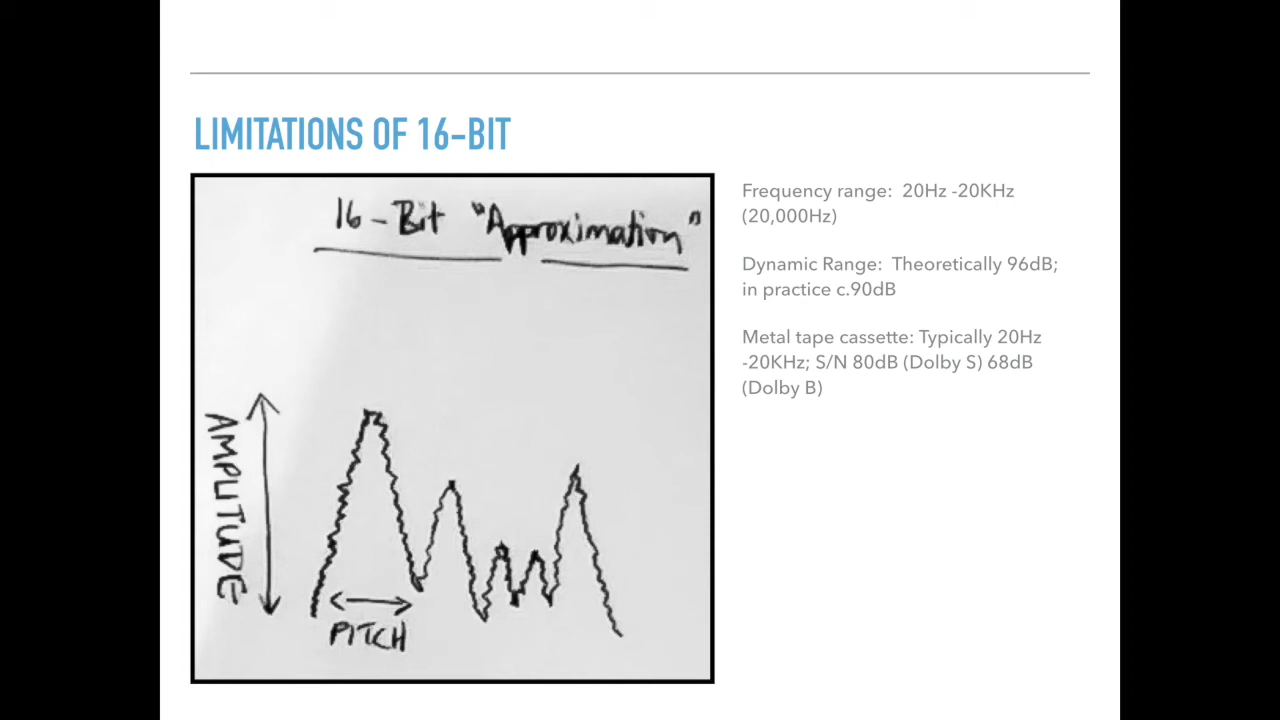 LIMITATIONS OF 16-BIT
16-Bit "Approximation"
AMPLITUDE
PITCH
Frequency range: 20Hz -20KHz
(20,000Hz)
Dynamic Range: Theoretically 96dB;
in practice c.90dB
Metal tape cassette: Typically 20Hz
-20KHz; S/N 80dB (Dolby S) 68dB
(Dolby B)